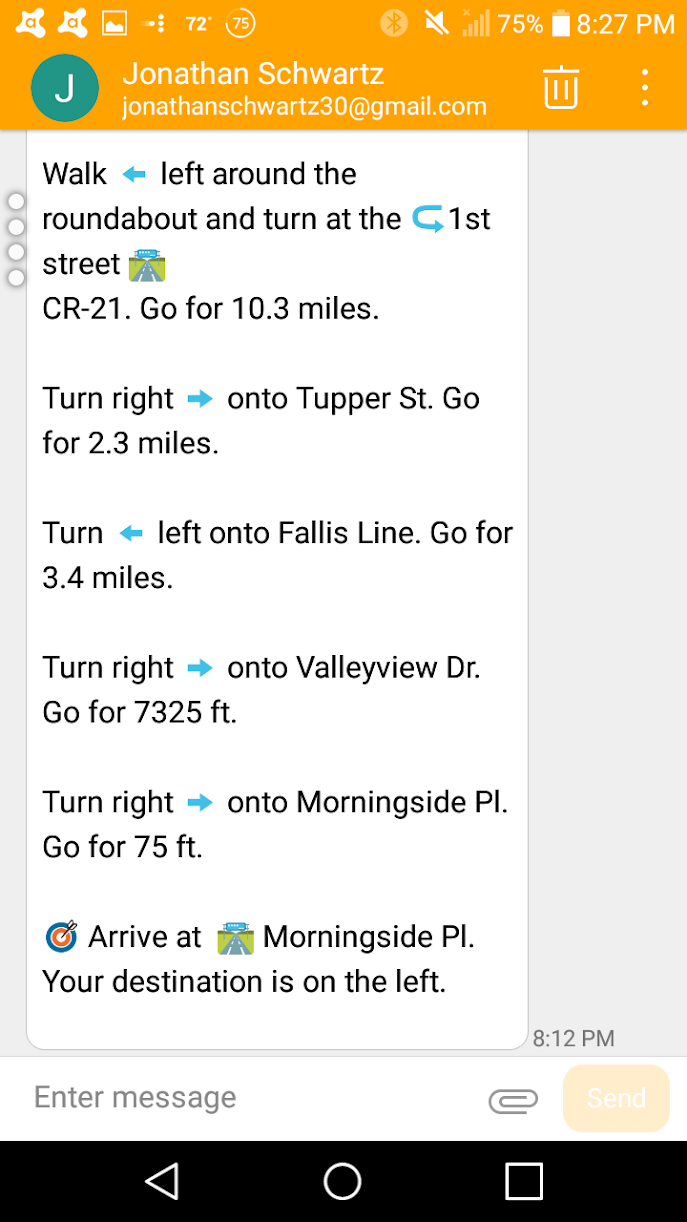 72°
75
75%
8:27 PM
J
Jonathan Schwartz
jonathanschwartz30@gmail.com
Walk left around the
roundabout and turn at the 1st
street
CR-21. Go for 10.3 miles.
Turn right onto Tupper St. Go
for 2.3 miles.
Turn left onto Fallis Line. Go for
3.4 miles.
Turn right onto Valleyview Dr.
Go for 7325 ft.
Turn right onto Morningside Pl.
Go for 75 ft.
Arrive at Morningside Pl.
Your destination is on the left.
8:12 PM
Enter message
Send